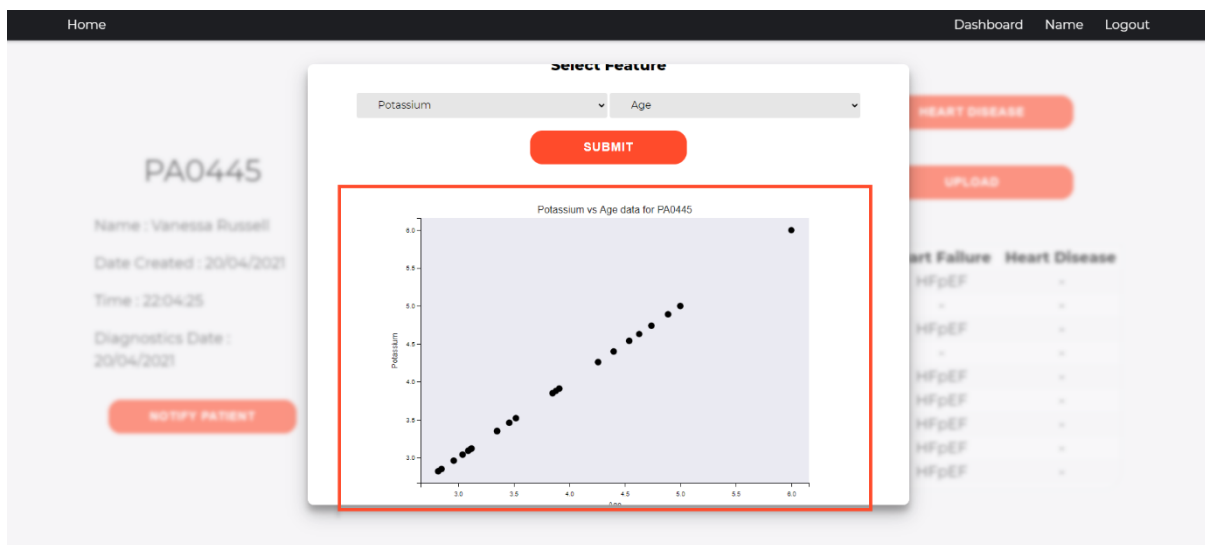 Home Dashboard Name Logout
Select Feature
Potassium Age
SUBMIT
HEART DISEASE
PA0445
UPLOAD
Name : Vanessa Russell
Date Created : 20/04/2021
Time : 22:04:25
Diagnostics Date :
20/04/2021
NOTIFY PATIENT
Potassium vs Age data for PA0445
6.0
5.5
5.0
4.5
4.0
3.5
3.0
Potassium
3.0 3.5 4.0 4.5 5.0 5.5 6.0
Age
art Failure Heart Disease
HFpEF -
- -
HFpEF -
- -
HFpEF -
HFpEF -
HFpEF -
HFpEF -
HFpEF -